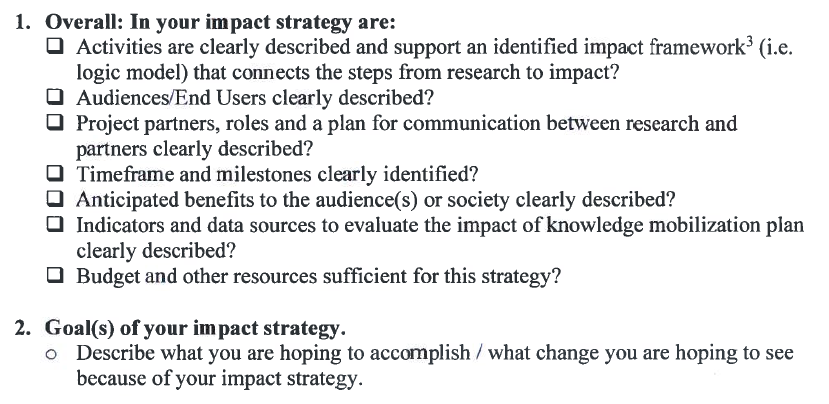 1. Overall: In your impact strategy are:
❑ Activities are clearly described and support an identified impact framework³ (i.e.
logic model) that connects the steps from research to impact?
❑ Audiences/End Users clearly described?
❑ Project partners, roles and a plan for communication between research and
partners clearly described?
❑ Timeframe and milestones clearly identified?
❑ Anticipated benefits to the audience(s) or society clearly described?
❑ Indicators and data sources to evaluate the impact of knowledge mobilization plan
clearly described?
❑ Budget and other resources sufficient for this strategy?
2. Goal(s) of your impact strategy.
o Describe what you are hoping to accomplish / what change you are hoping to see
because of your impact strategy.